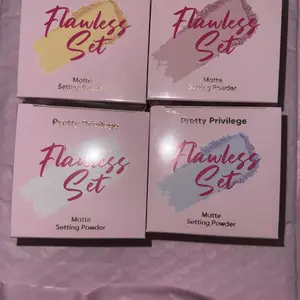 Flawless
Set
Matte
Setting Powder
Flawless
Set
Matte
Setting Powder
Pretty Privilege
Flawless
Set
Matte
Setting Powder
Pretty Privilege
Flawless
Set
Matte
Setting Powder